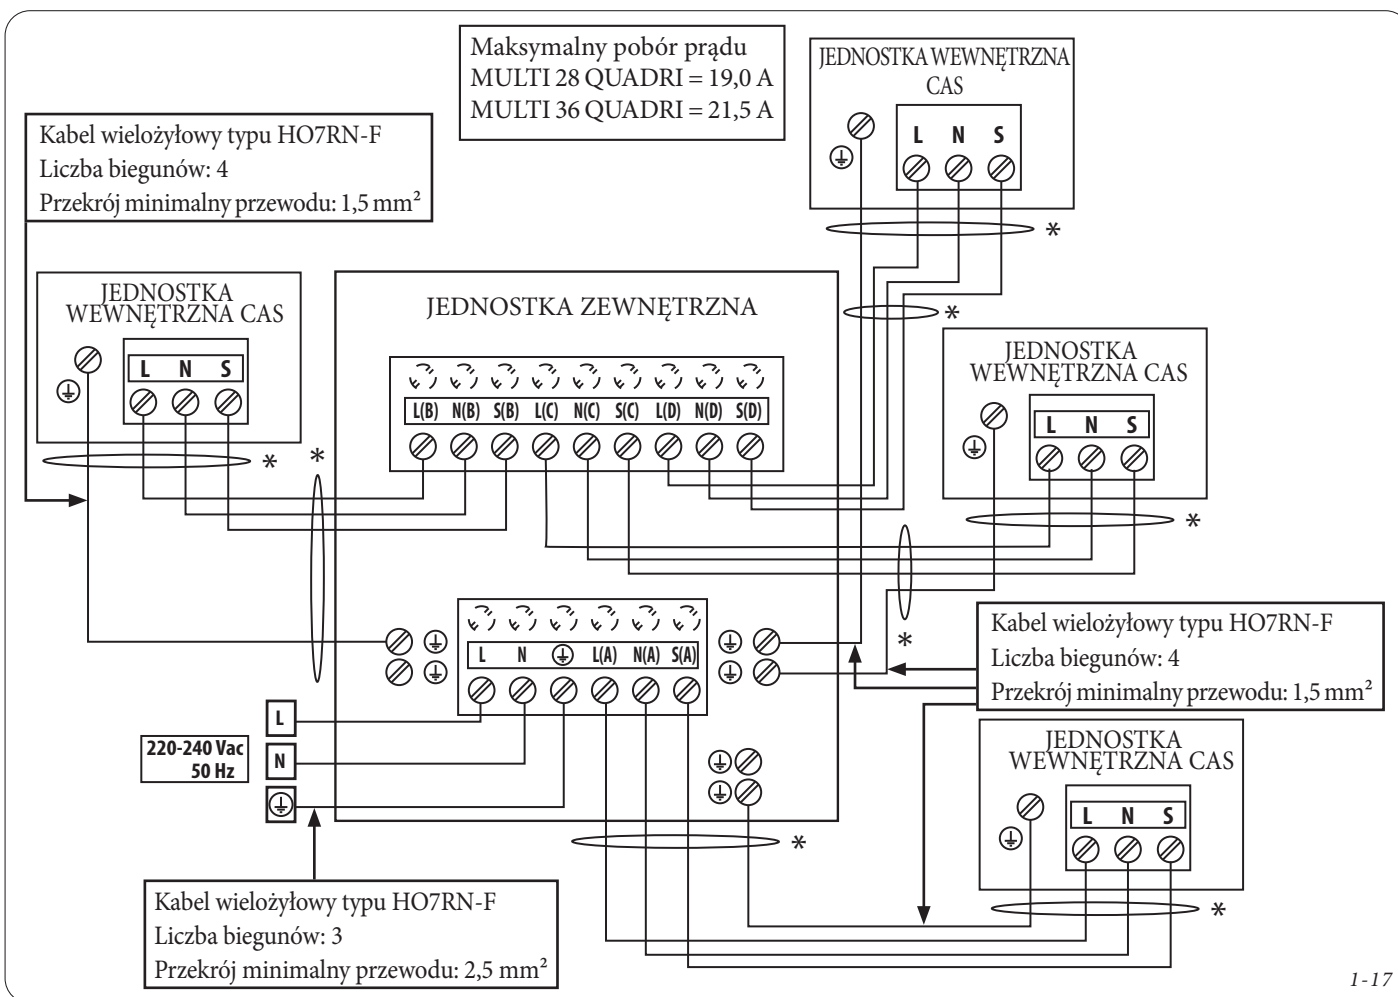 Maksymalny pobór prądu
MULTI 28 QUADRI = 19,0 A
MULTI 36 QUADRI = 21,5 A
JEDNOSTKA WEWNĘTRZNA
CAS
L N S
*
*
Kabel wielożyłowy typu HO7RN-F
Liczba biegunów: 4
Przekrój minimalny przewodu: 1,5 mm²
JEDNOSTKA
WEWNĘTRZNA CAS
L N S
*
*
JEDNOSTKA ZEWNĘTRZNA
L(B) N(B) S(B) L(C) N(C) S(C) L(D) N(D) S(D)
JEDNOSTKA
WEWNĘTRZNA CAS
L N S
*
*
L N L(A) N(A) S(A)
Kabel wielożyłowy typu HO7RN-F
Liczba biegunów: 4
Przekrój minimalny przewodu: 1,5 mm²
220-240 Vac
50 Hz
L
N
*
JEDNOSTKA
WEWNĘTRZNA CAS
L N S
*
Kabel wielożyłowy typu HO7RN-F
Liczba biegunów: 3
Przekrój minimalny przewodu: 2,5 mm²
1-17